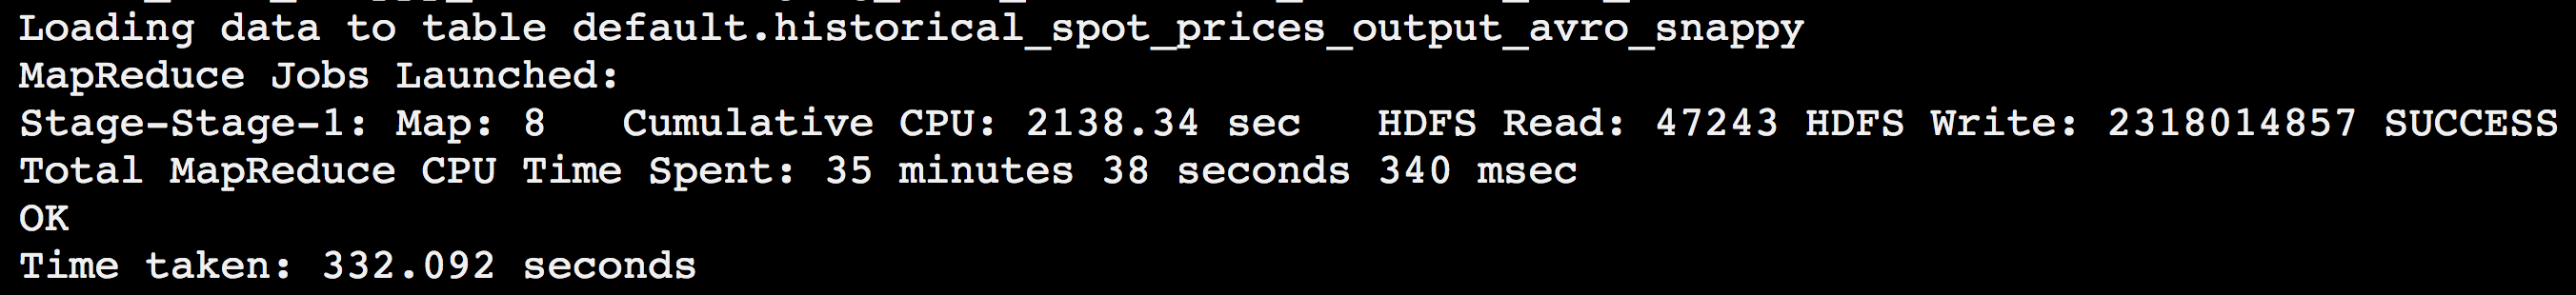 Loading data to table default.historical_spot_prices_output_avro_snappy
MapReduce Jobs Launched:
Stage-Stage-1: Map: 8   Cumulative CPU: 2138.34 sec   HDFS Read: 47243 HDFS Write: 2318014857 SUCCESS
Total MapReduce CPU Time Spent: 35 minutes 38 seconds 340 msec
OK
Time taken: 332.092 seconds